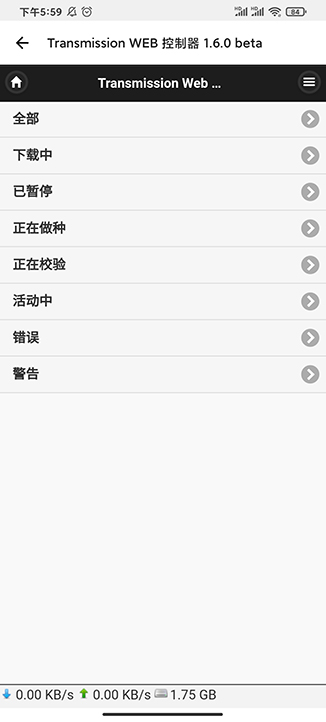 下午5:59
HD HD 84
Transmission WEB 控制器 1.6.0 beta
Transmission Web ...
全部
下载中
已暂停
正在做种
正在校验
活动中
错误
警告
0.00 KB/s 0.00 KB/s 1.75 GB